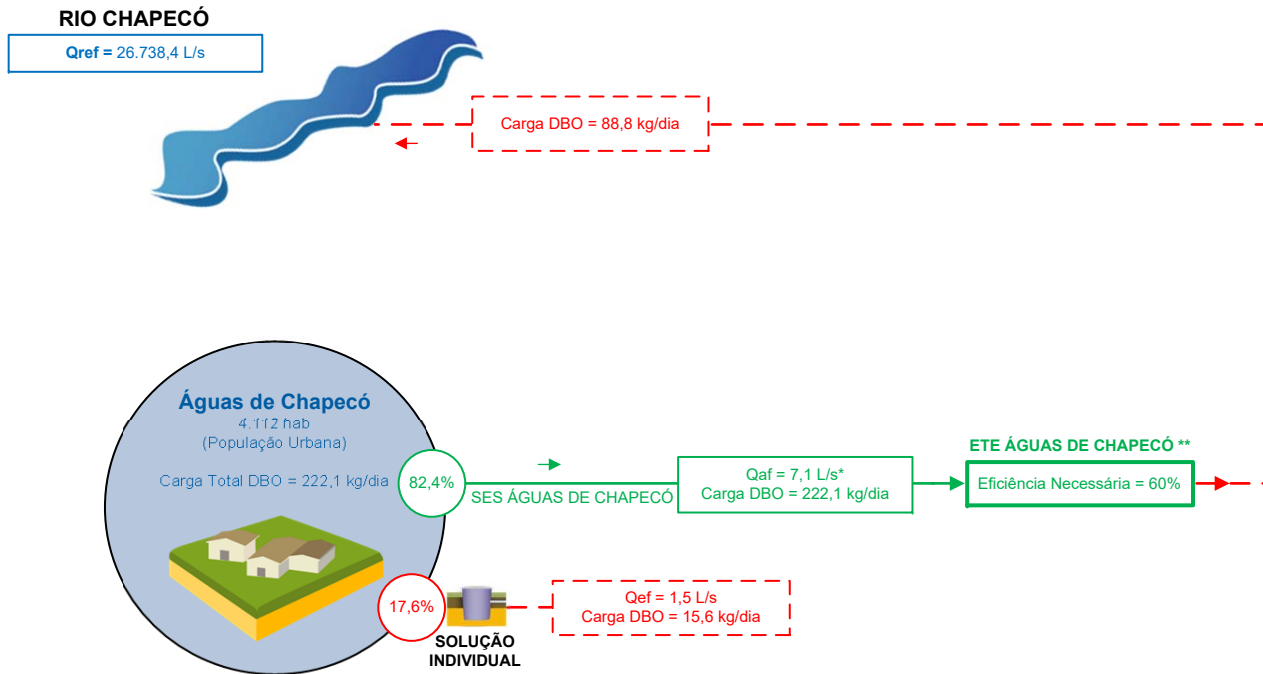 RIO CHAPECÓ
Qref = 26.738,4 L/s
Carga DBO = 88,8 kg/dia
Águas de Chapecó
4.112 hab
(População Urbana)
Carga Total DBO = 222,1 kg/dia
82,4%
SES ÁGUAS DE CHAPECÓ
Qaf = 7,1 L/s*
Carga DBO = 222,1 kg/dia
ETE ÁGUAS DE CHAPECÓ **
Eficiência Necessária = 60%
17,6%
SOLUÇÃO
INDIVIDUAL
Qef = 1,5 L/s
Carga DBO = 15,6 kg/dia